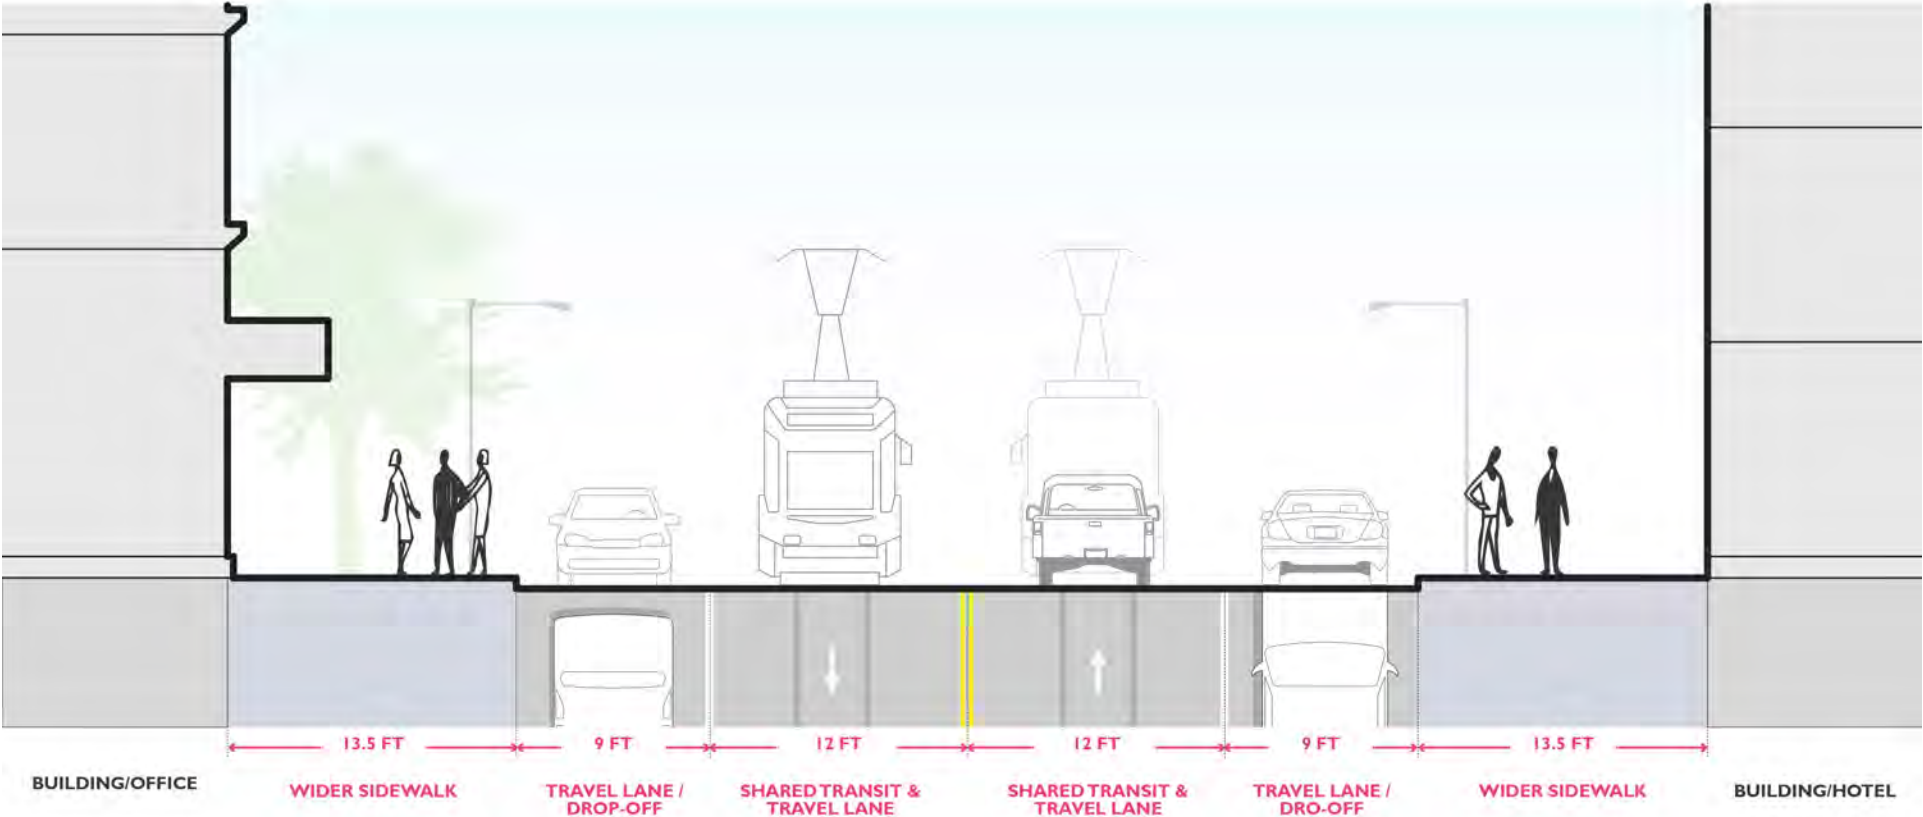 13.5 FT
9 FT
12 FT
12 FT
9 FT
13.5 FT
BUILDING/OFFICE
WIDER SIDEWALK
TRAVEL LANE /
DROP-OFF
SHARED TRANSIT &
TRAVEL LANE
SHARED TRANSIT &
TRAVEL LANE
TRAVEL LANE /
DRO-OFF
WIDER SIDEWALK
BUILDING/HOTEL